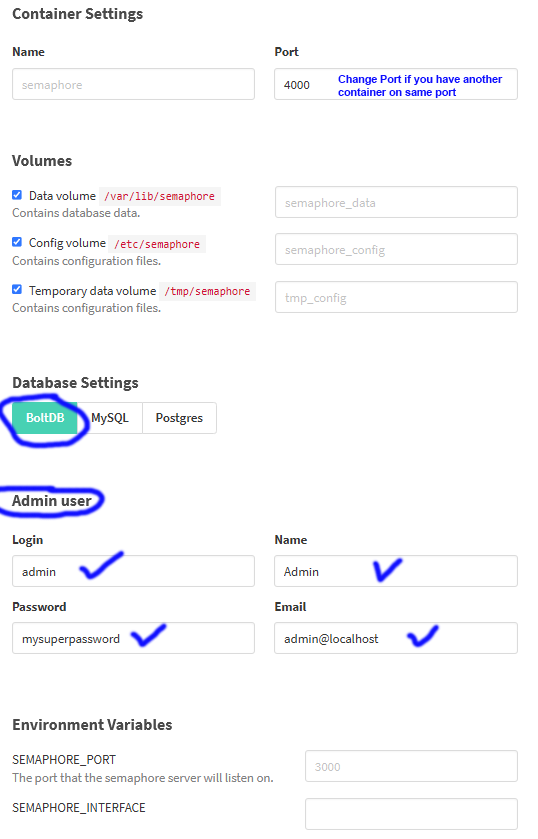 Container Settings
Name Port
semaphore 4000 Change Port if you have another
container on same port
Volumes
Data volume /var/lib/semaphore semaphore_data
Contains database data.
Config volume /etc/semaphore semaphore_config
Contains configuration files.
Temporary data volume /tmp/semaphore tmp_config
Contains configuration files.
Database Settings
BoltDB MySQL Postgres
Admin user
Login Name
admin Admin
Password Email
mysuperpassword admin@localhost
Environment Variables
SEMAPHORE_PORT 3000
The port that the semaphore server will listen on.
SEMAPHORE_INTERFACE